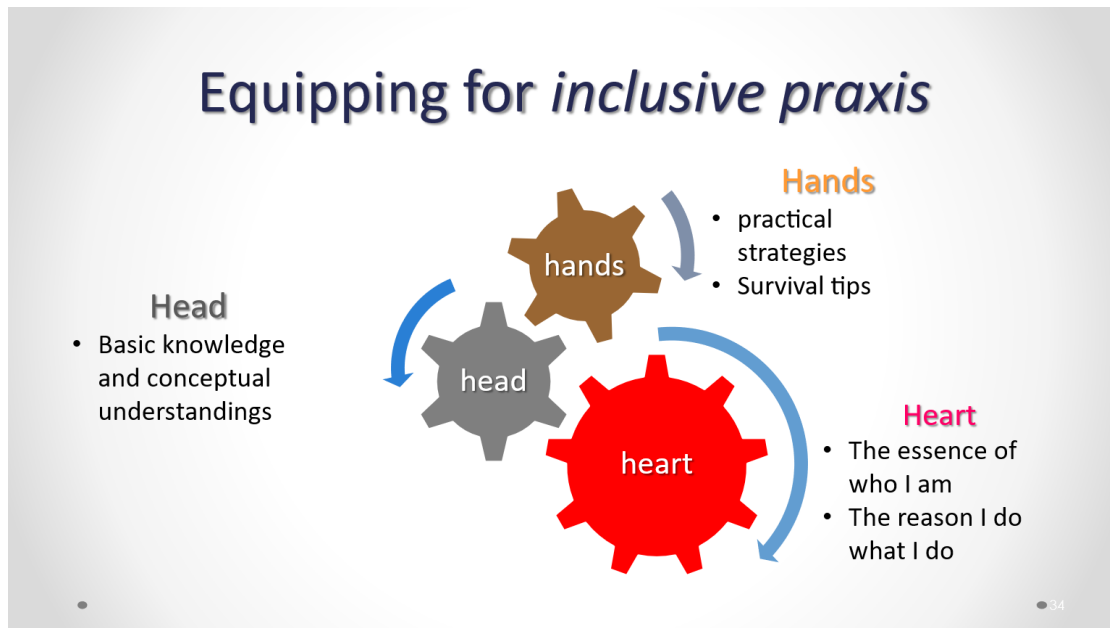 Equipping for inclusive praxis
Hands
• practical
strategies
• Survival tips
hands
Head
• Basic knowledge
and conceptual
understandings
head
heart
Heart
• The essence of
who I am
• The reason I do
what I do
34